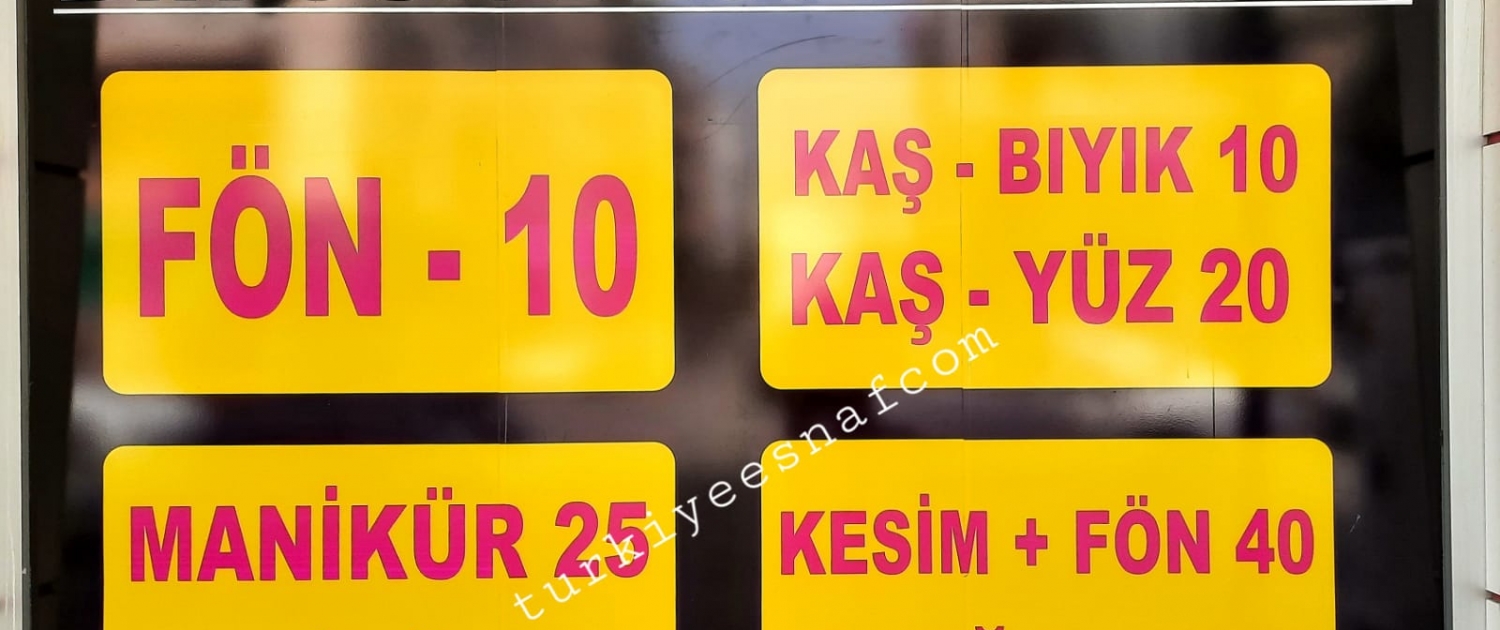 FÖN - 10
KAŞ - BIYIK 10
KAŞ - YÜZ 20
MANİKÜR 25
KESİM + FÖN 40
turkiyeesnafcom